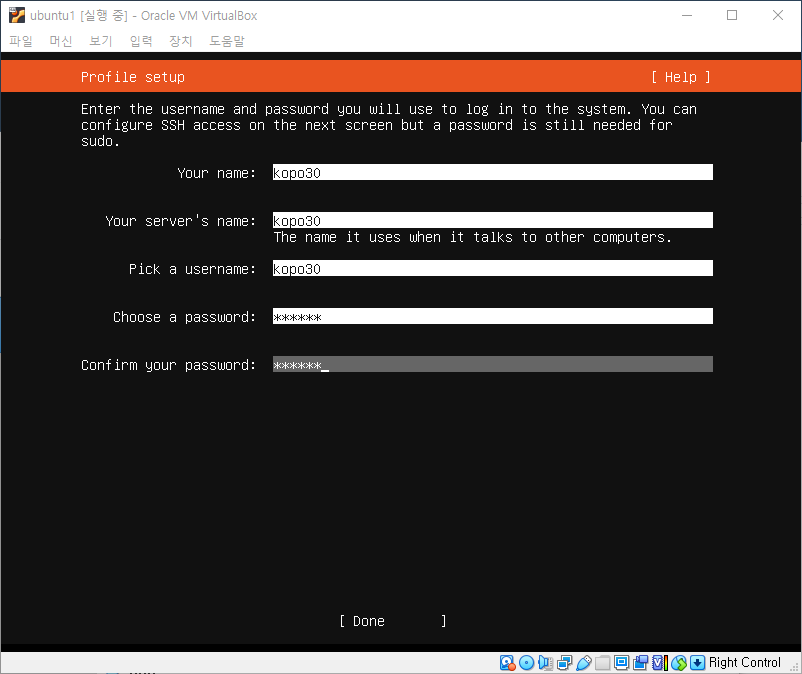 ubuntu1 [실행 중] - Oracle VM VirtualBox
파일 머신 보기 입력 장치 도움말
Profile setup [ Help ]
Enter the username and password you will use to log in to the system. You can
configure SSH access on the next screen but a password is still needed for
sudo.
Your name: kopo30
Your server's name: kopo30
The name it uses when it talks to other computers.
Pick a username: kopo30
Choose a password: ******
Confirm your password: ******_
[ Done ]
Right Control